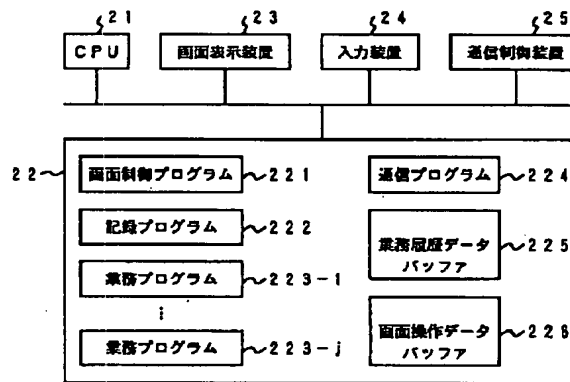 21
23
24
25
CPU
画面表示装置
入力装置
通信制御装置
22
画面制御プログラム
221
通信プログラム
224
記録プログラム
222
業務履歴データ
バッファ
225
業務プログラム
223-1
⋮
画面操作データ
バッファ
226
業務プログラム
223-j